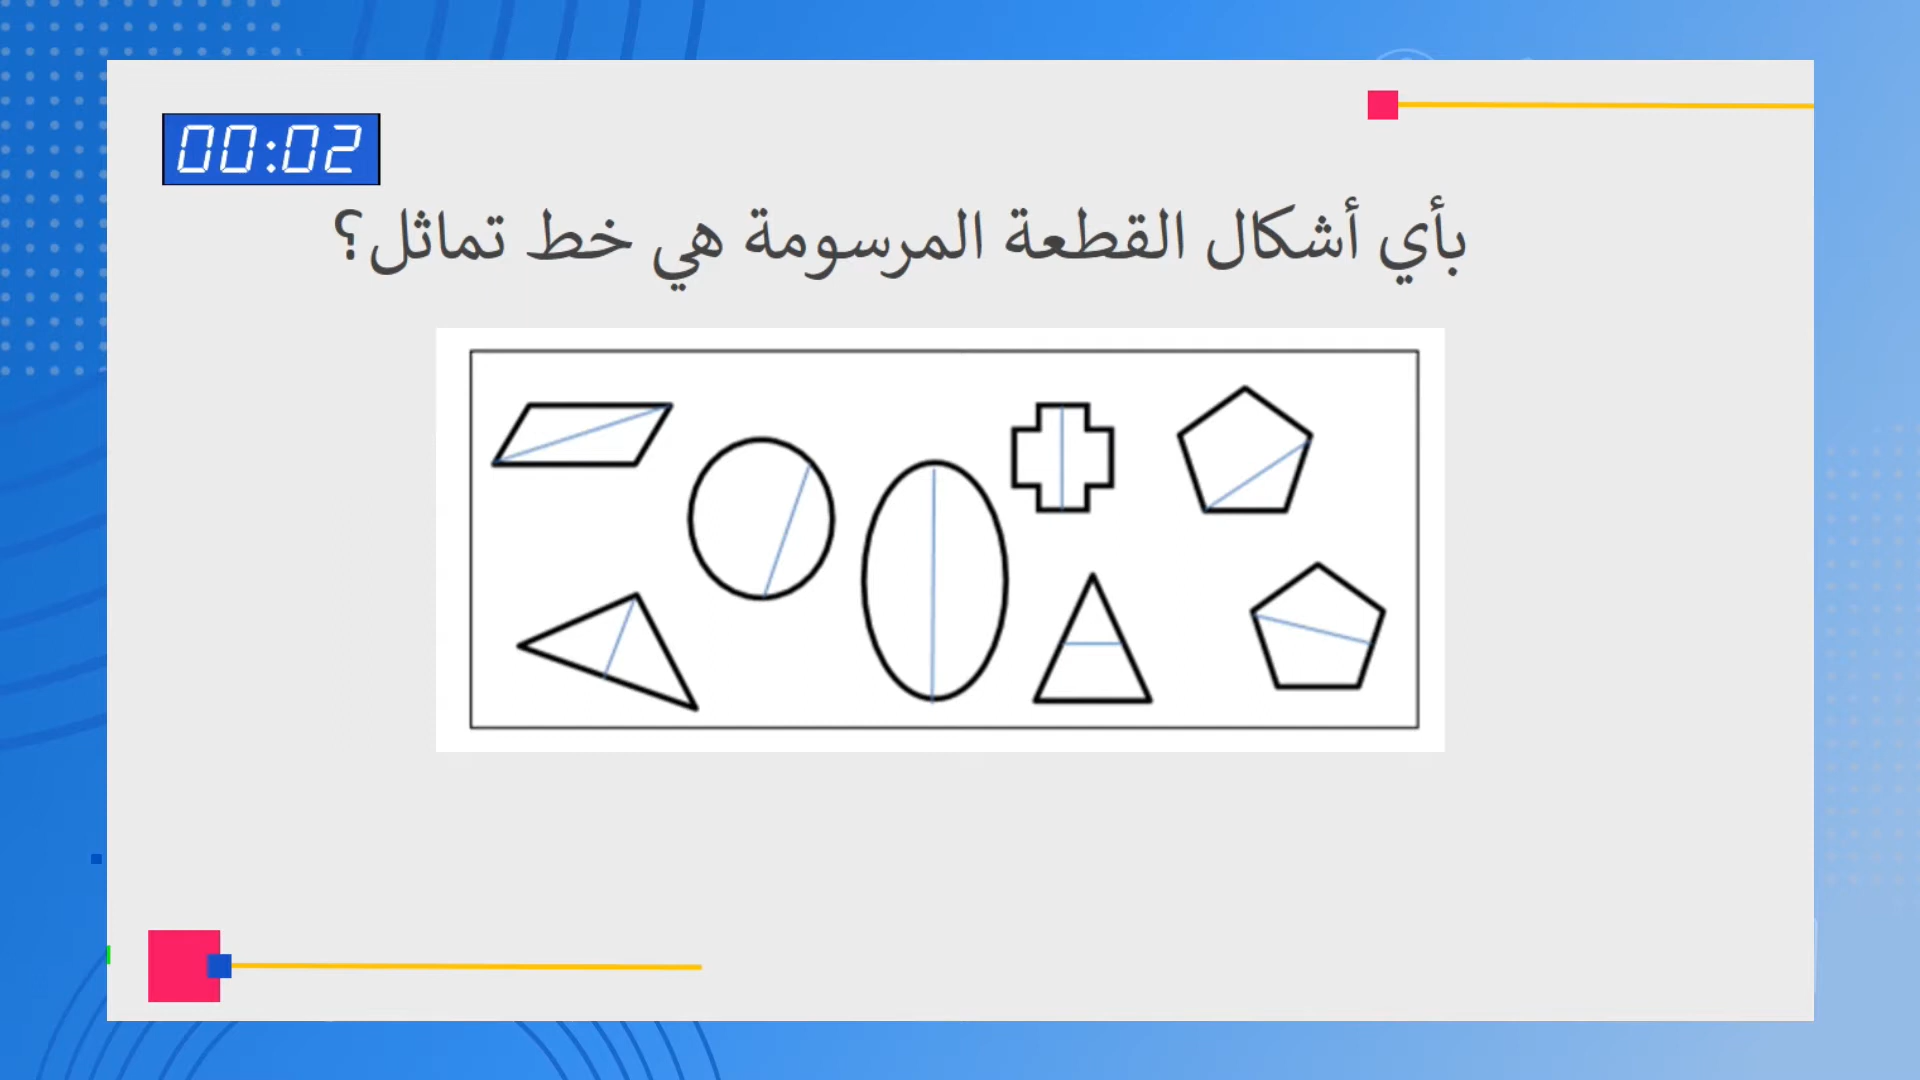 00:02
بأي أشكال القطعة المرسومة هي خط تماثل؟